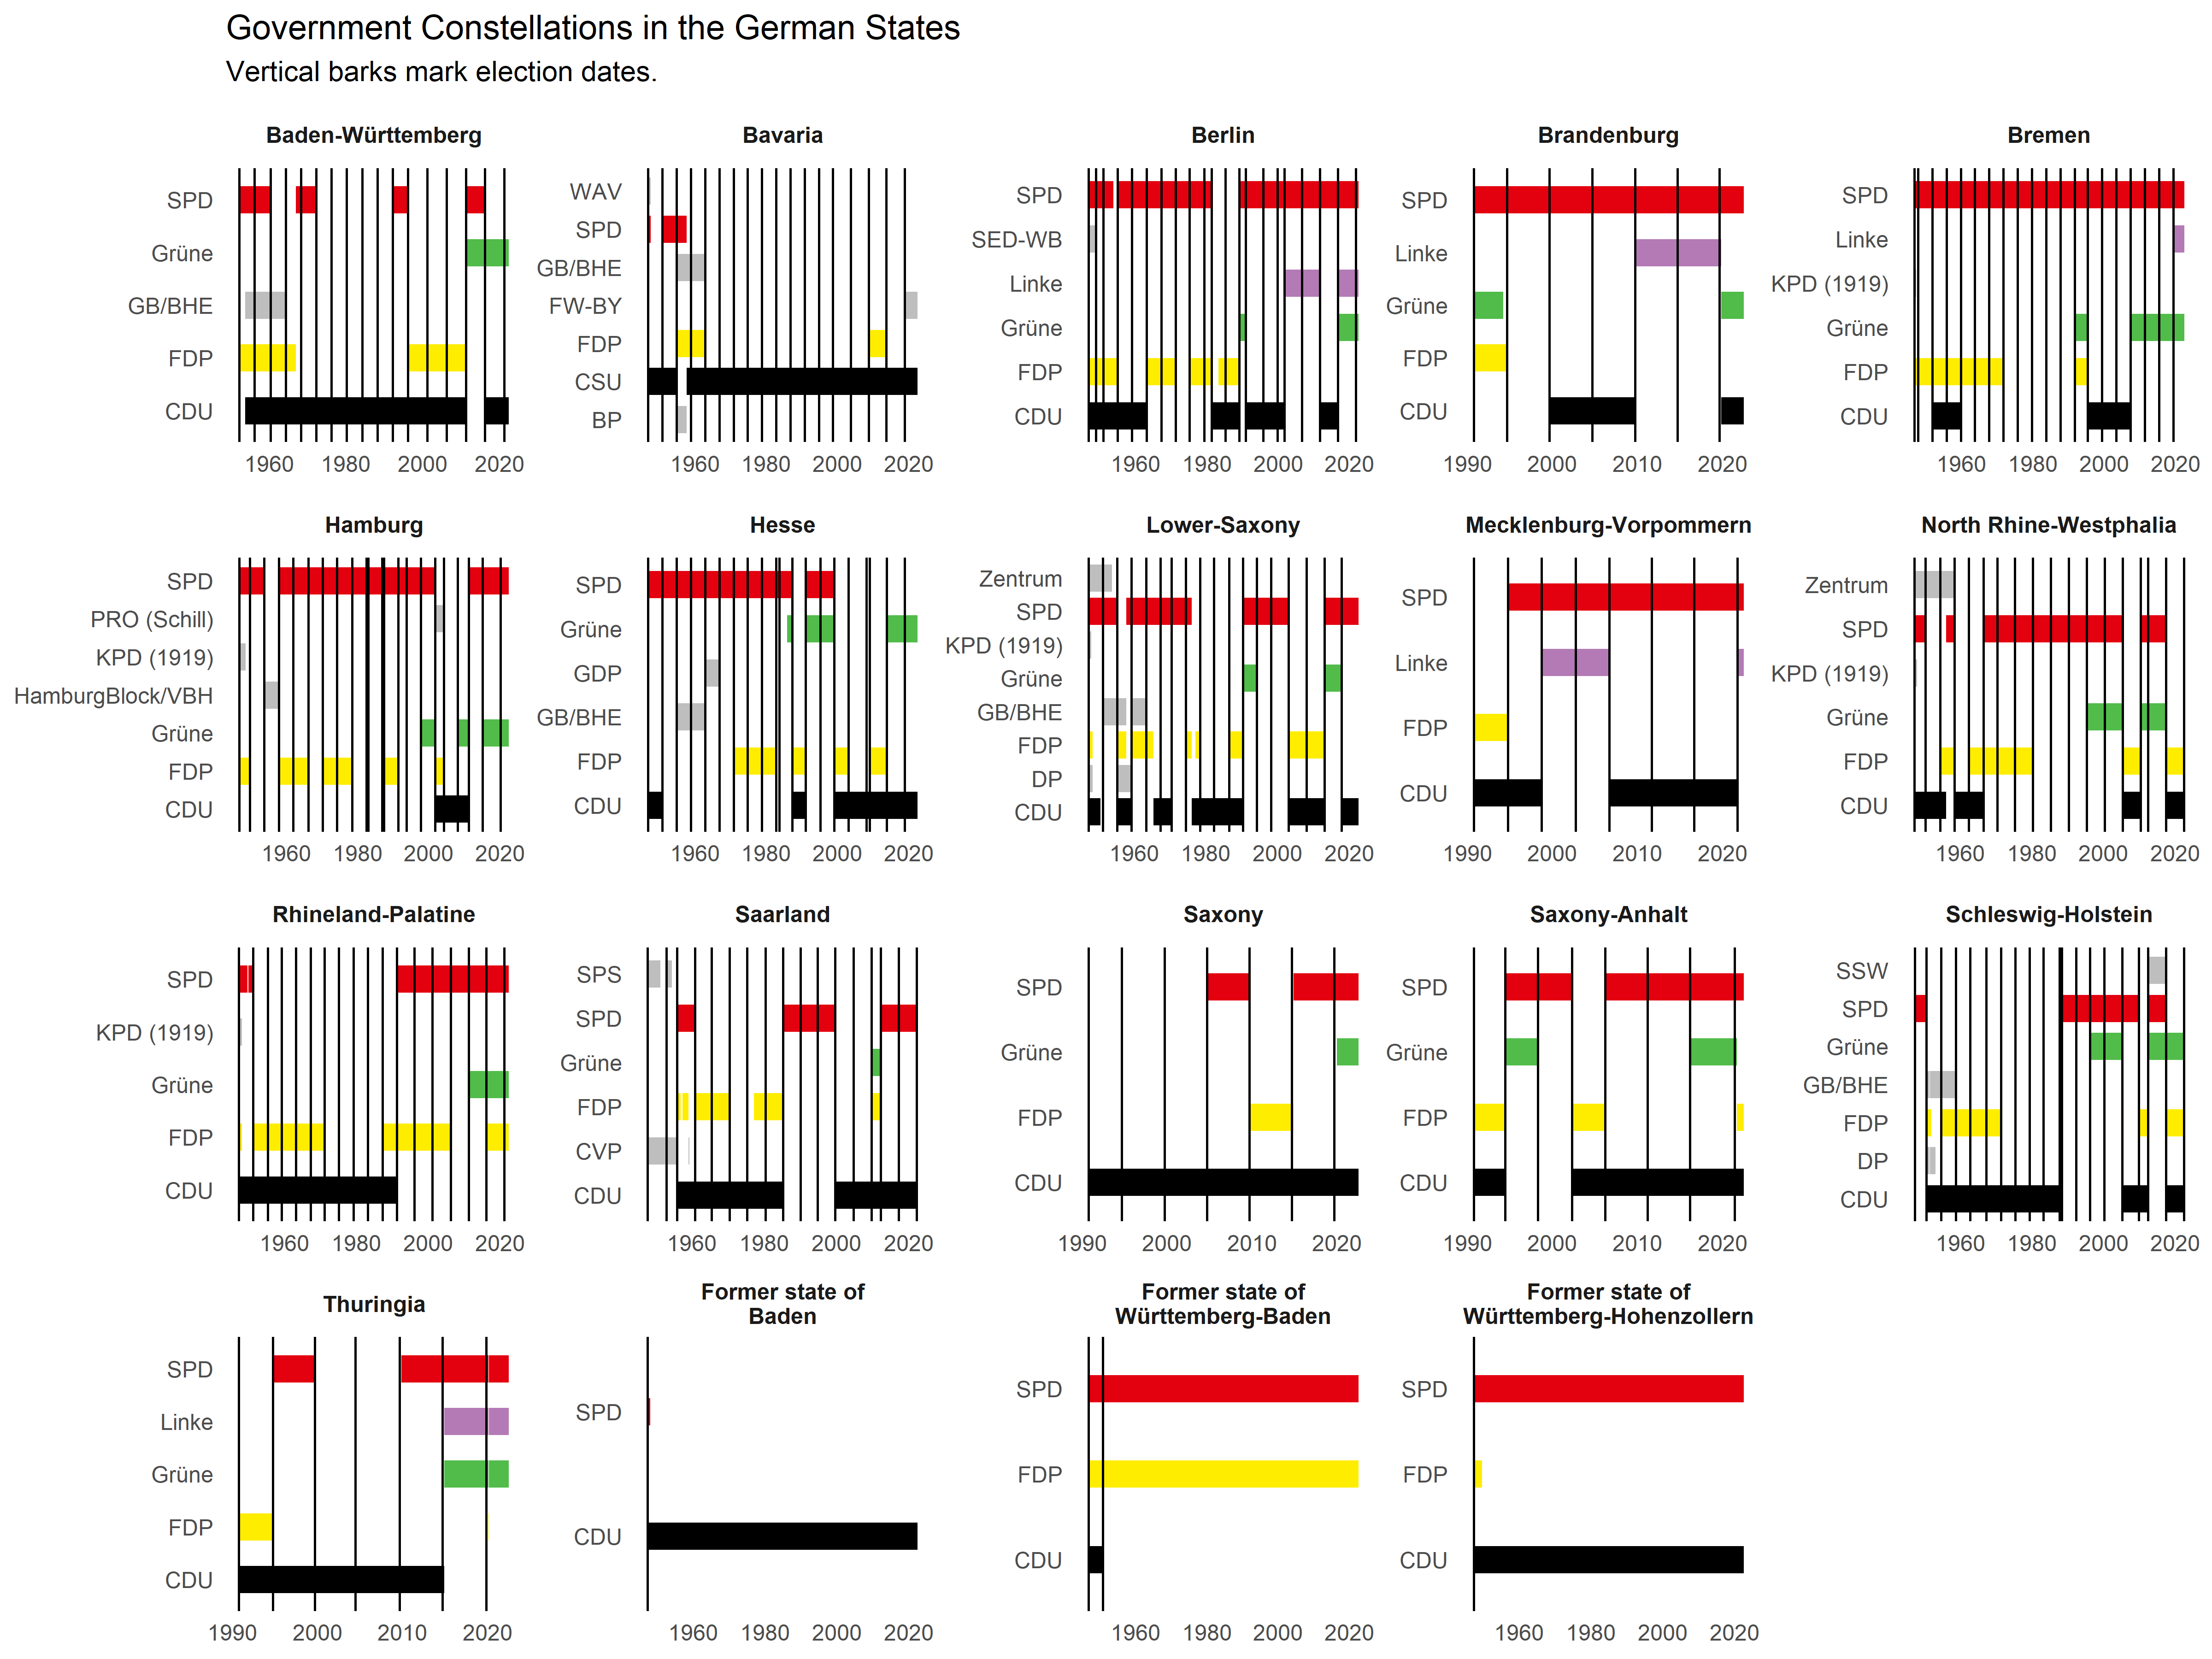 Government Constellations in the German States
Vertical barks mark election dates.
Baden-Württemberg
SPD
Grüne
GB/BHE
FDP
CDU
1960 1980 2000 2020
Bavaria
WAV
SPD
GB/BHE
FW-BY
FDP
CSU
BP
1960 1980 2000 2020
Berlin
SPD
SED-WB
Linke
Grüne
FDP
CDU
1960 1980 2000 2020
Brandenburg
SPD
Linke
Grüne
FDP
CDU
1990 2000 2010 2020
Bremen
SPD
Linke
KPD (1919)
Grüne
FDP
CDU
1960 1980 2000 2020
Hamburg
SPD
PRO (Schill)
KPD (1919)
HamburgBlock/VBH
Grüne
FDP
CDU
1960 1980 2000 2020
Hesse
SPD
Grüne
GDP
GB/BHE
FDP
CDU
1960 1980 2000 2020
Lower-Saxony
Zentrum
SPD
KPD (1919)
Grüne
GB/BHE
FDP
DP
CDU
1960 1980 2000 2020
Mecklenburg-Vorpommern
SPD
Linke
FDP
CDU
1990 2000 2010 2020
North Rhine-Westphalia
Zentrum
SPD
KPD (1919)
Grüne
FDP
CDU
1960 1980 2000 2020
Rhineland-Palatine
SPD
KPD (1919)
Grüne
FDP
CDU
1960 1980 2000 2020
Saarland
SPS
SPD
Grüne
FDP
CVP
CDU
1960 1980 2000 2020
Saxony
SPD
Grüne
FDP
CDU
1990 2000 2010 2020
Saxony-Anhalt
SPD
Grüne
FDP
CDU
1990 2000 2010 2020
Schleswig-Holstein
SSW
SPD
Grüne
GB/BHE
FDP
DP
CDU
1960 1980 2000 2020
Thuringia
SPD
Linke
Grüne
FDP
CDU
1990 2000 2010 2020
Former state of
Baden
SPD
CDU
1960 1980 2000 2020
Former state of
Württemberg-Baden
SPD
FDP
CDU
1960 1980 2000 2020
Former state of
Württemberg-Hohenzollern
SPD
FDP
CDU
1960 1980 2000 2020